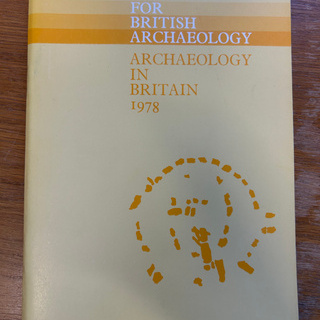 FOR
BRITISH
ARCHAEOLOGY
ARCHAEOLOGY
IN
BRITAIN
1978